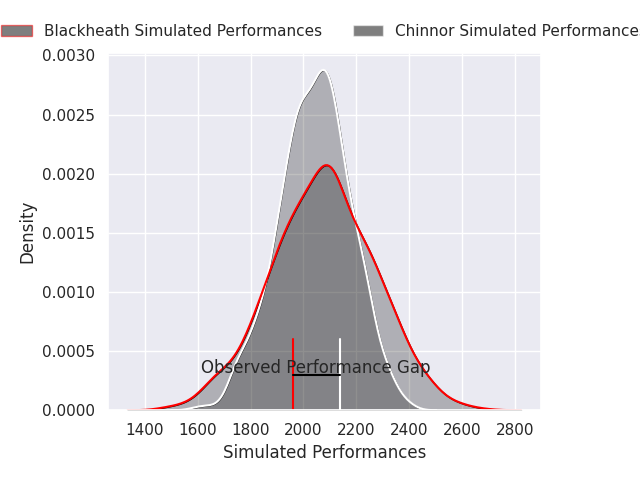 Blackheath Simulated Performances
Chinnor Simulated Performance
0.0030
0.0025
0.0020
0.0015
0.0010
0.0005
0.0000
Density
Observed Performance Gap
1400 1600 1800 2000 2200 2400 2600 2800
Simulated Performances